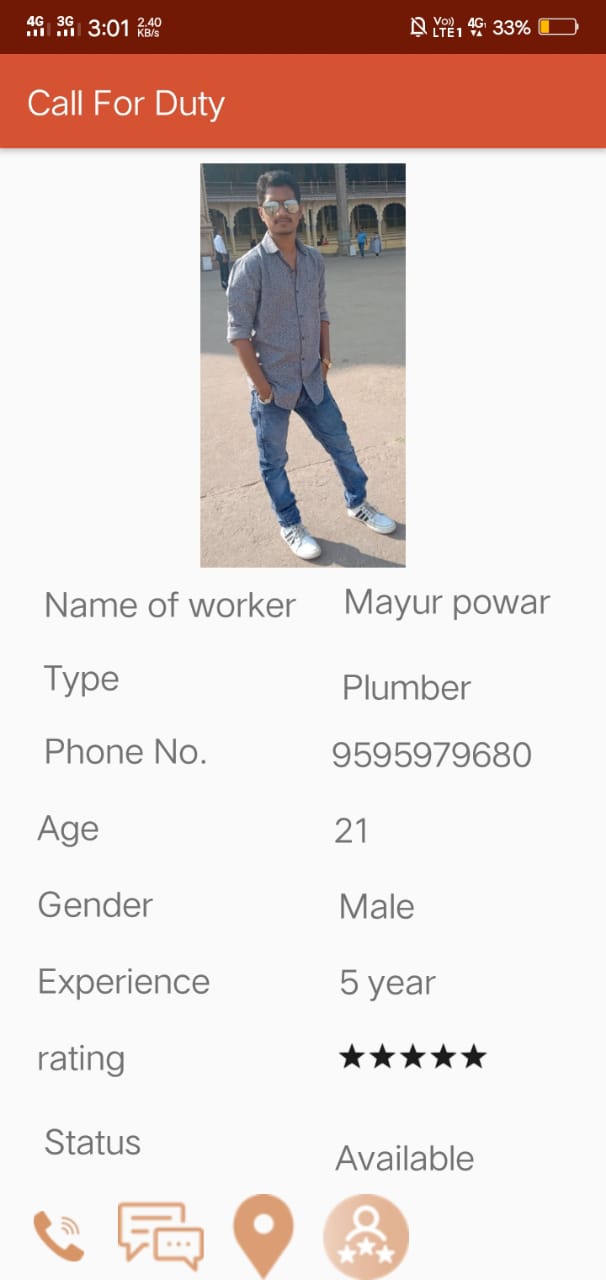 4G 3G 3:01 2.40 KB/s Vo)) LTE1 4G 33%
Call For Duty
Name of worker Mayur powar
Type Plumber
Phone No. 9595979680
Age 21
Gender Male
Experience 5 year
rating ★★★★★
Status Available